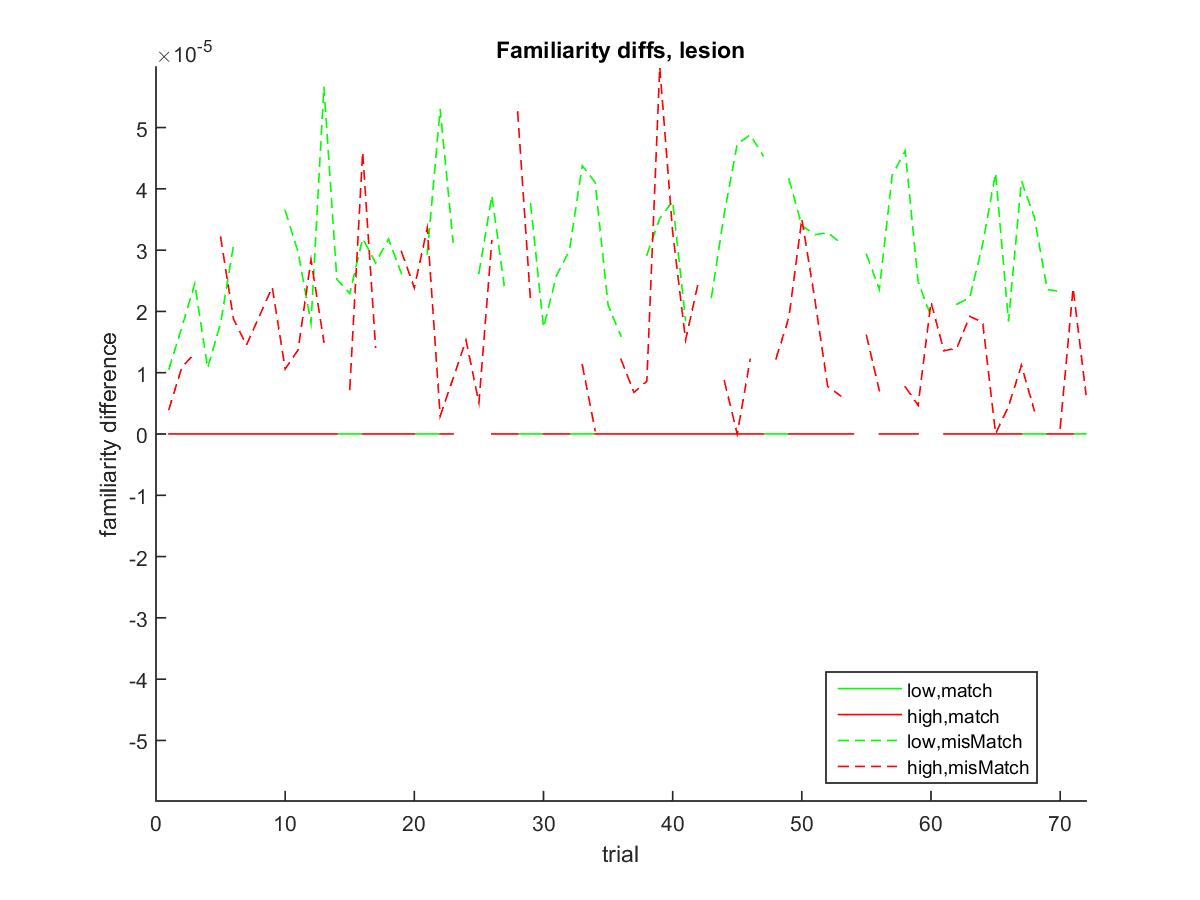 ×10-5
Familiarity diffs, lesion
5
4
3
2
1
0
-1
-2
-3
-4
-5
familiarity difference
low,match
high,match
low,misMatch
high,misMatch
0 10 20 30 40 50 60 70
trial